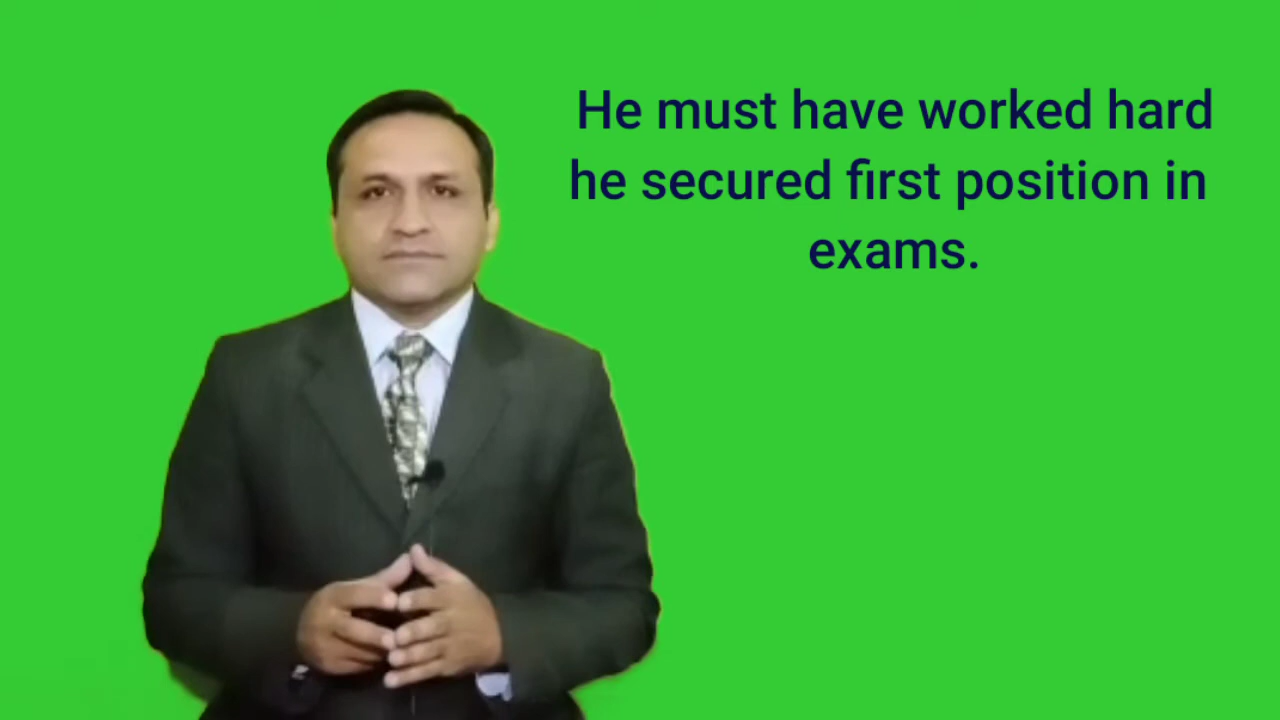 He must have worked hard
he secured first position in
exams.